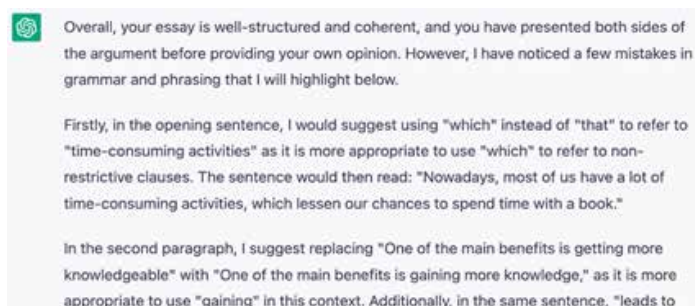 Overall, your essay is well-structured and coherent, and you have presented both sides of
the argument before providing your own opinion. However, I have noticed a few mistakes in
grammar and phrasing that I will highlight below.
Firstly, in the opening sentence, I would suggest using "which" instead of "that" to refer to
"time-consuming activities" as it is more appropriate to use "which" to refer to non-
restrictive clauses. The sentence would then read: "Nowadays, most of us have a lot of
time-consuming activities, which lessen our chances to spend time with a book."
In the second paragraph, I suggest replacing "One of the main benefits is getting more
knowledgeable" with "One of the main benefits is gaining more knowledge," as it is more
appropriate to use "gaining" in this context. Additionally, in the same sentence, "leads to